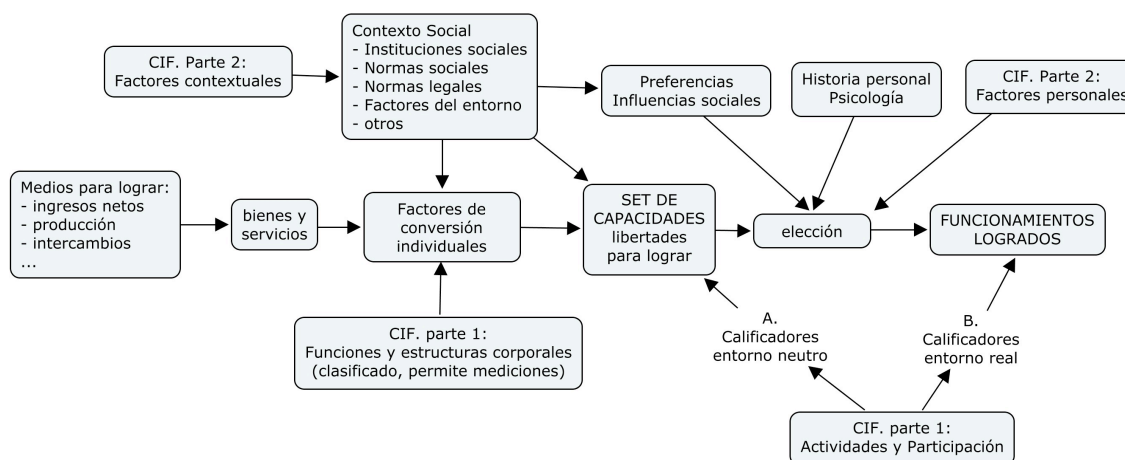 CIF. Parte 2:
Factores contextuales
Contexto Social
- Instituciones sociales
- Normas sociales
- Normas legales
- Factores del entorno
- otros
Preferencias
Influencias sociales
Historia personal
Psicología
CIF. Parte 2:
Factores personales
Medios para lograr:
- ingresos netos
- producción
- intercambios
...
bienes y
servicios
Factores de
conversión
individuales
SET DE
CAPACIDADES
libertades
para lograr
elección
FUNCIONAMIENTOS
LOGRADOS
CIF. parte 1:
Funciones y estructuras corporales
(clasificado, permite mediciones)
A.
Calificadores
entorno neutro
B.
Calificadores
entorno real
CIF. parte 1:
Actividades y Participación